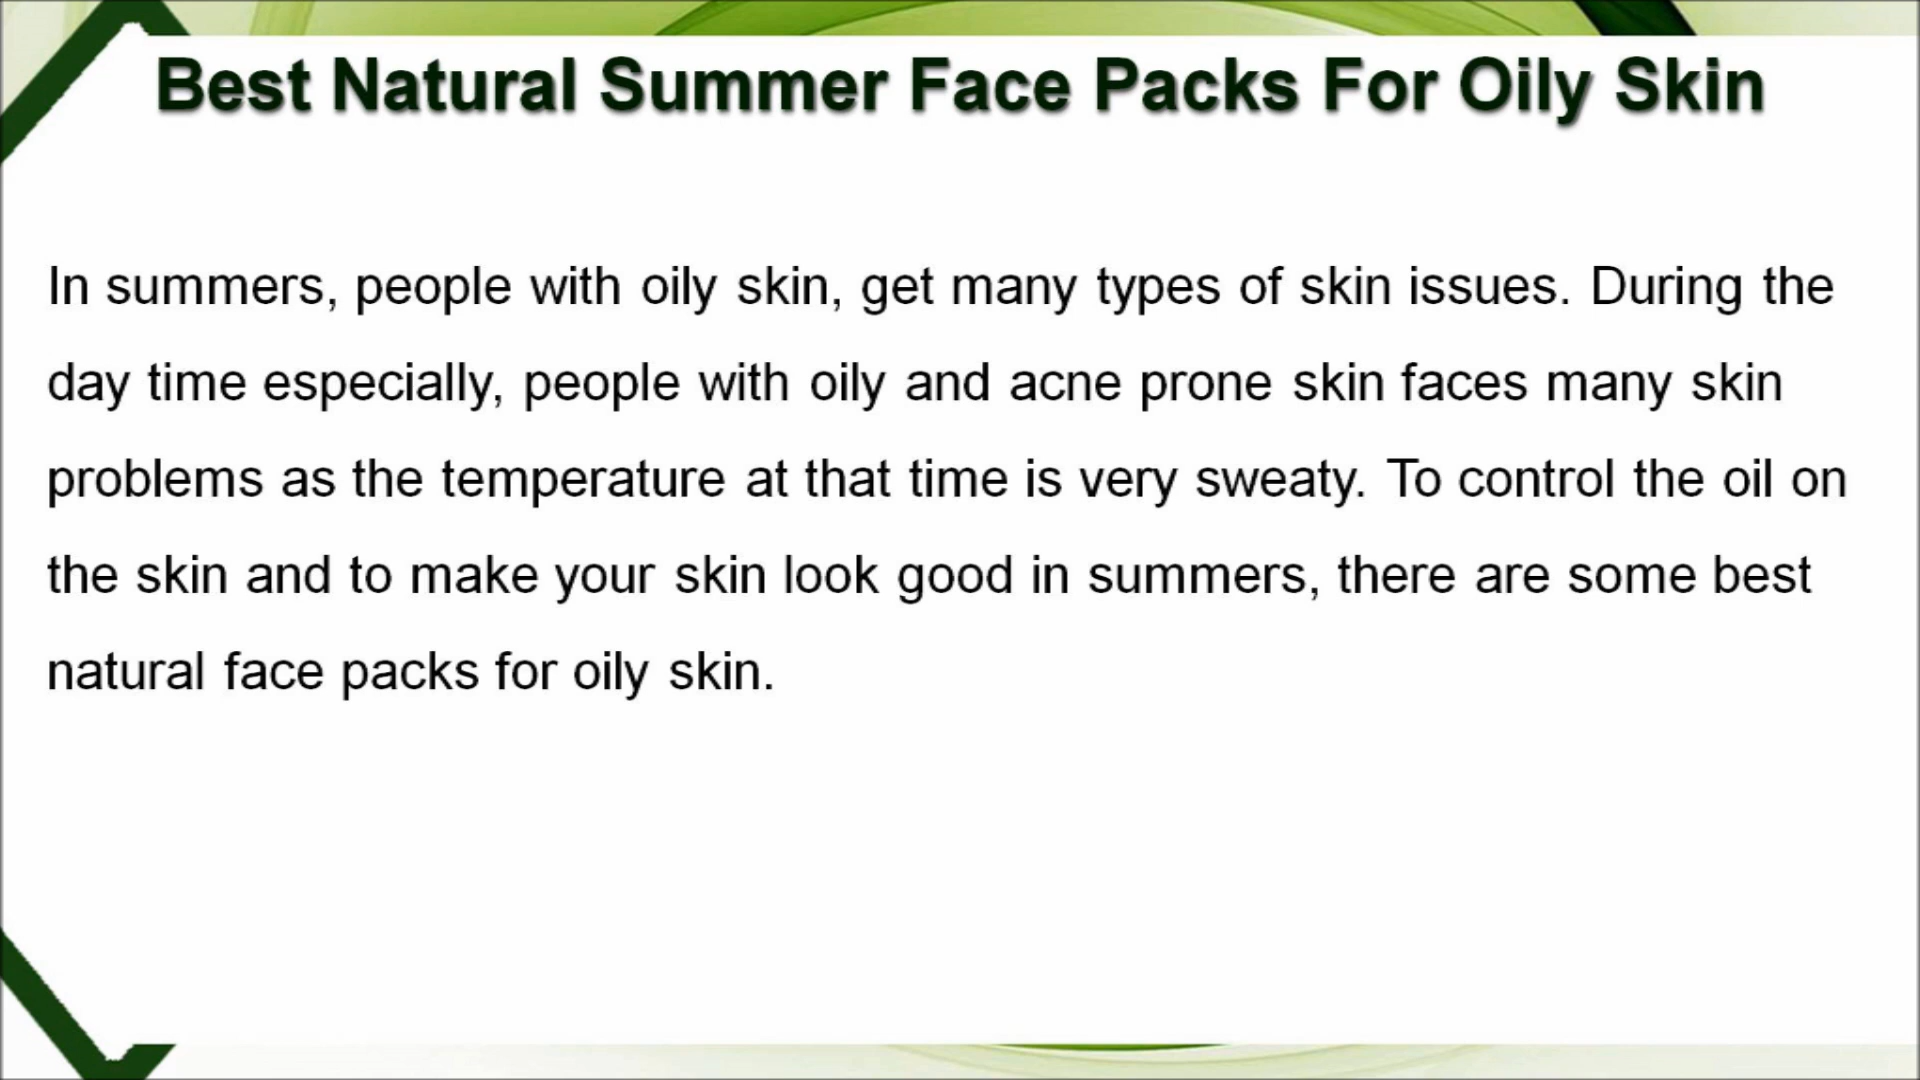 Best Natural Summer Face Packs For Oily Skin
In summers, people with oily skin, get many types of skin issues. During the
day time especially, people with oily and acne prone skin faces many skin
problems as the temperature at that time is very sweaty. To control the oil on
the skin and to make your skin look good in summers, there are some best
natural face packs for oily skin.